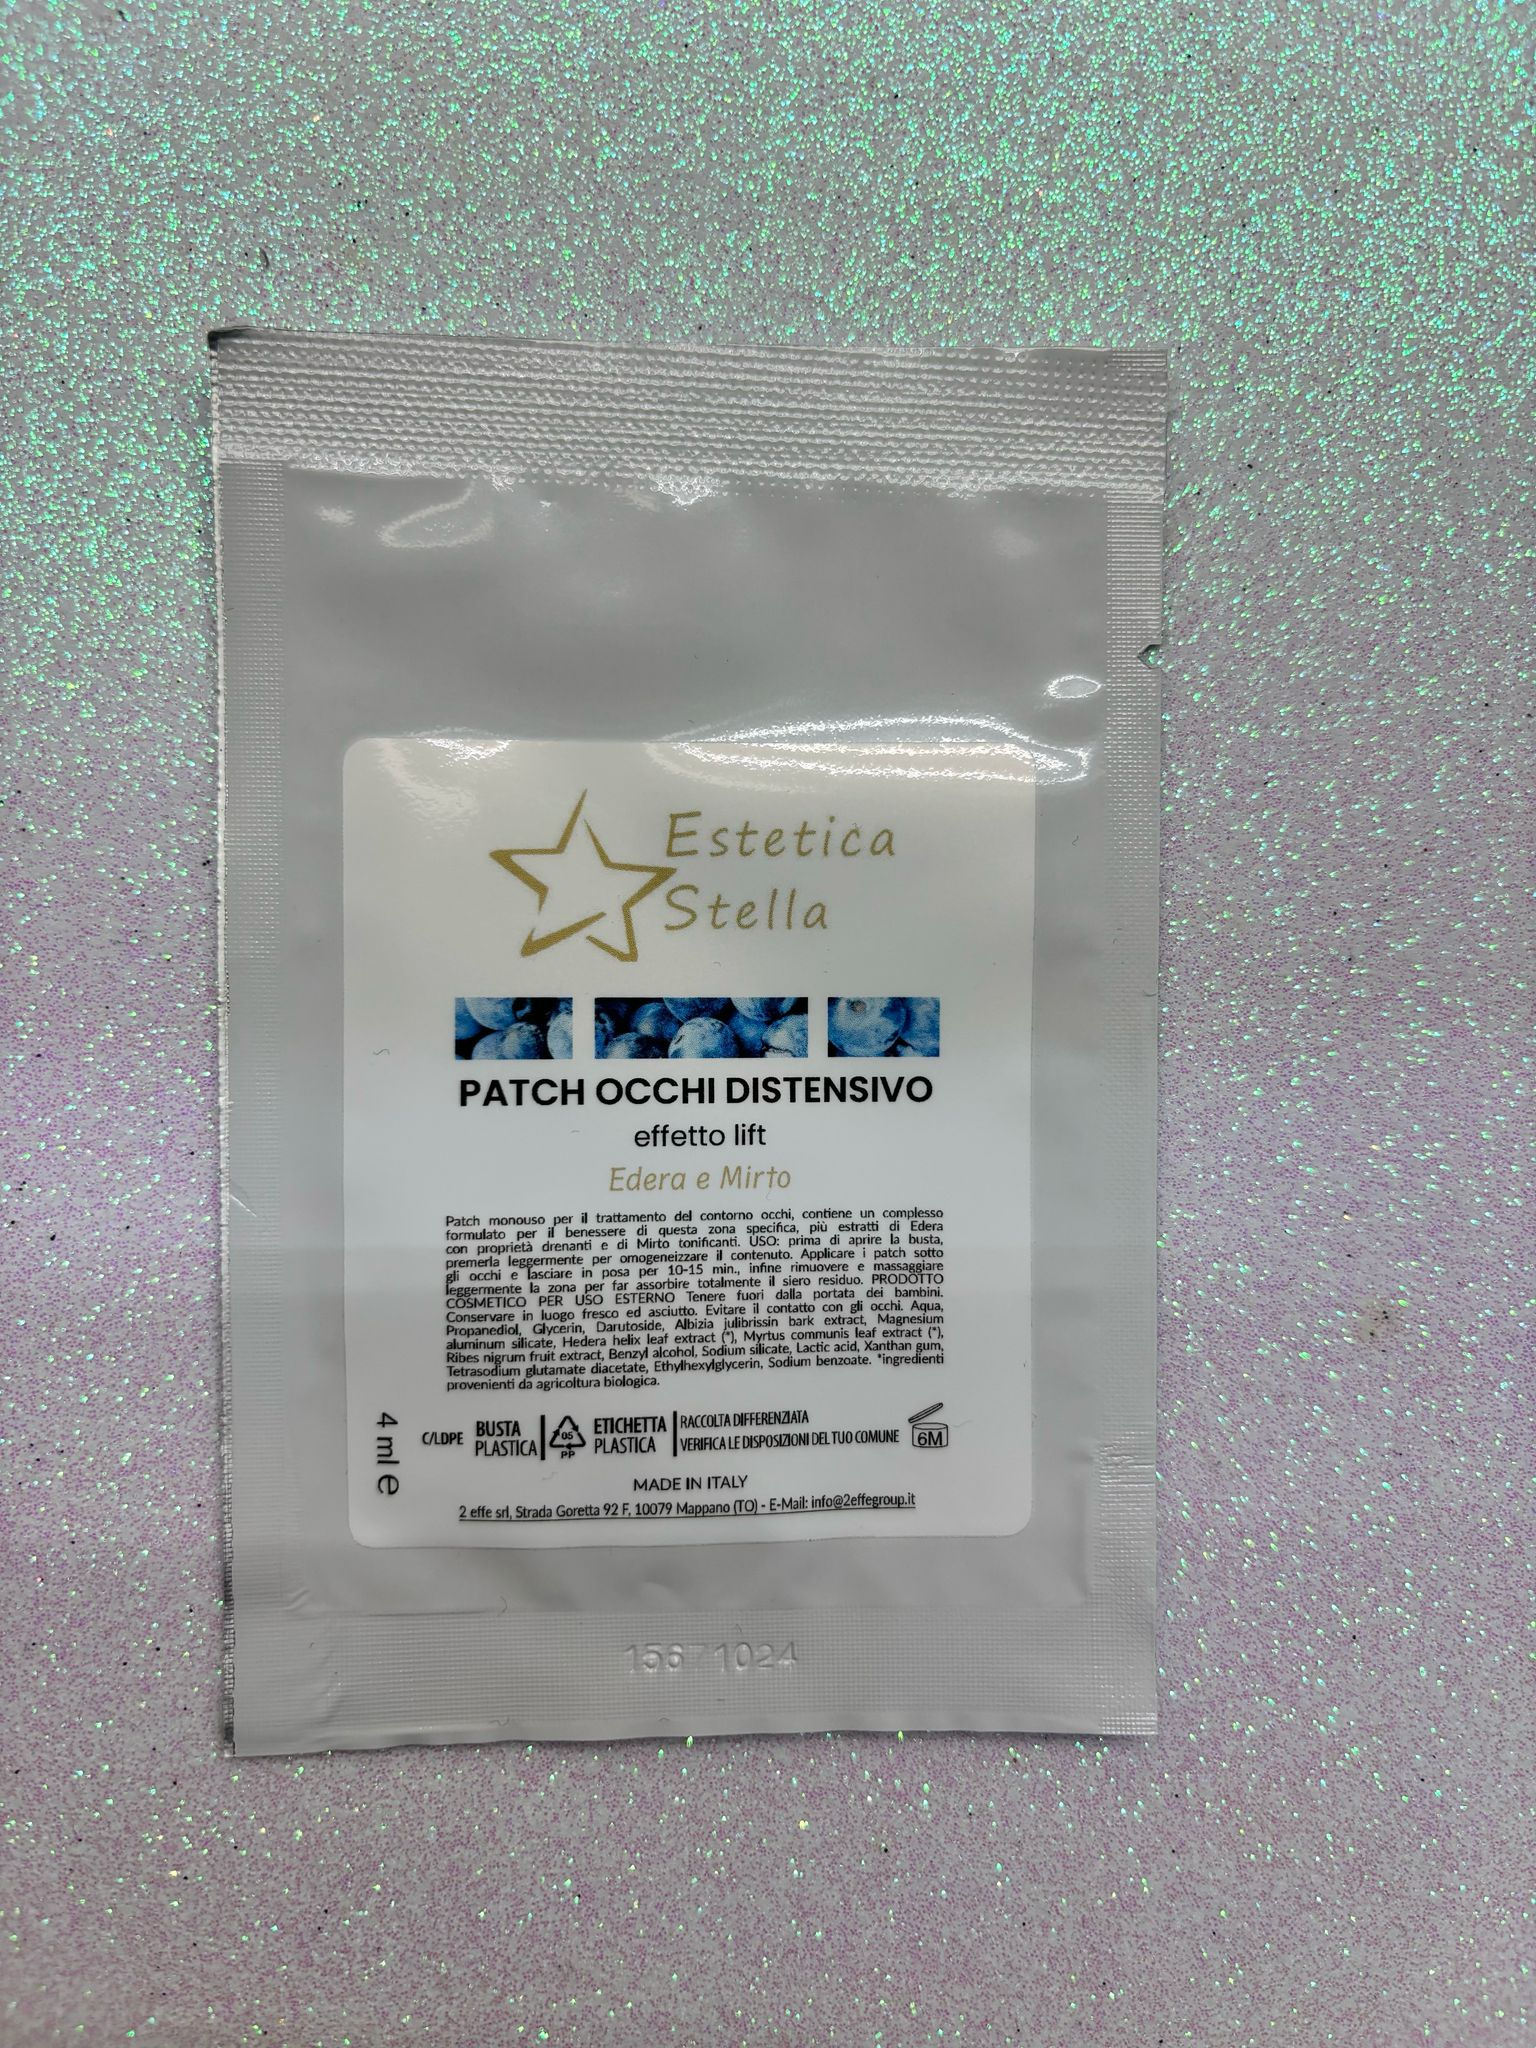 Estetica
Stella
PATCH OCCHI DISTENSIVO
effetto lift
Edera e Mirto
Patch monouso per il trattamento del contorno occhi, contiene un complesso
formulato per il benessere di questa zona specifica, più estratti di Edera
con proprietà drenanti e di Mirto tonificanti. USO: prima di aprire la busta,
premerla leggermente per omogeneizzare il contenuto. Applicare i patch sotto
gli occhi e lasciare in posa per 10-15 min., infine rimuovere e massaggiare
leggermente la zona per far assorbire totalmente il siero residuo. PRODOTTO
COSMETICO PER USO ESTERNO Tenere fuori dalla portata dei bambini.
Conservare in luogo fresco ed asciutto. Evitare il contatto con gli occhi. Aqua,
Propanediol, Glycerin, Darutoside, Albizia julibrissin bark extract, Magnesium
aluminum silicate, Hedera helix leaf extract (*), Myrtus communis leaf extract (*),
Ribes nigrum fruit extract, Benzyl alcohol, Sodium silicate, Lactic acid, Xanthan gum,
Tetrasodium glutamate diacetate, Ethylhexylglycerin, Sodium benzoate. *ingredienti
provenienti da agricoltura biologica.
4 ml e
C/LDPE
BUSTA
PLASTICA
05
PP
ETICHETTA
PLASTICA
RACCOLTA DIFFERENZIATA
VERIFICA LE DISPOSIZIONI DEL TUO COMUNE
6M
MADE IN ITALY
2 effe srl, Strada Goretta 92 F, 10079 Mappano (TO) - E-Mail: info@2effegroup.it
1024